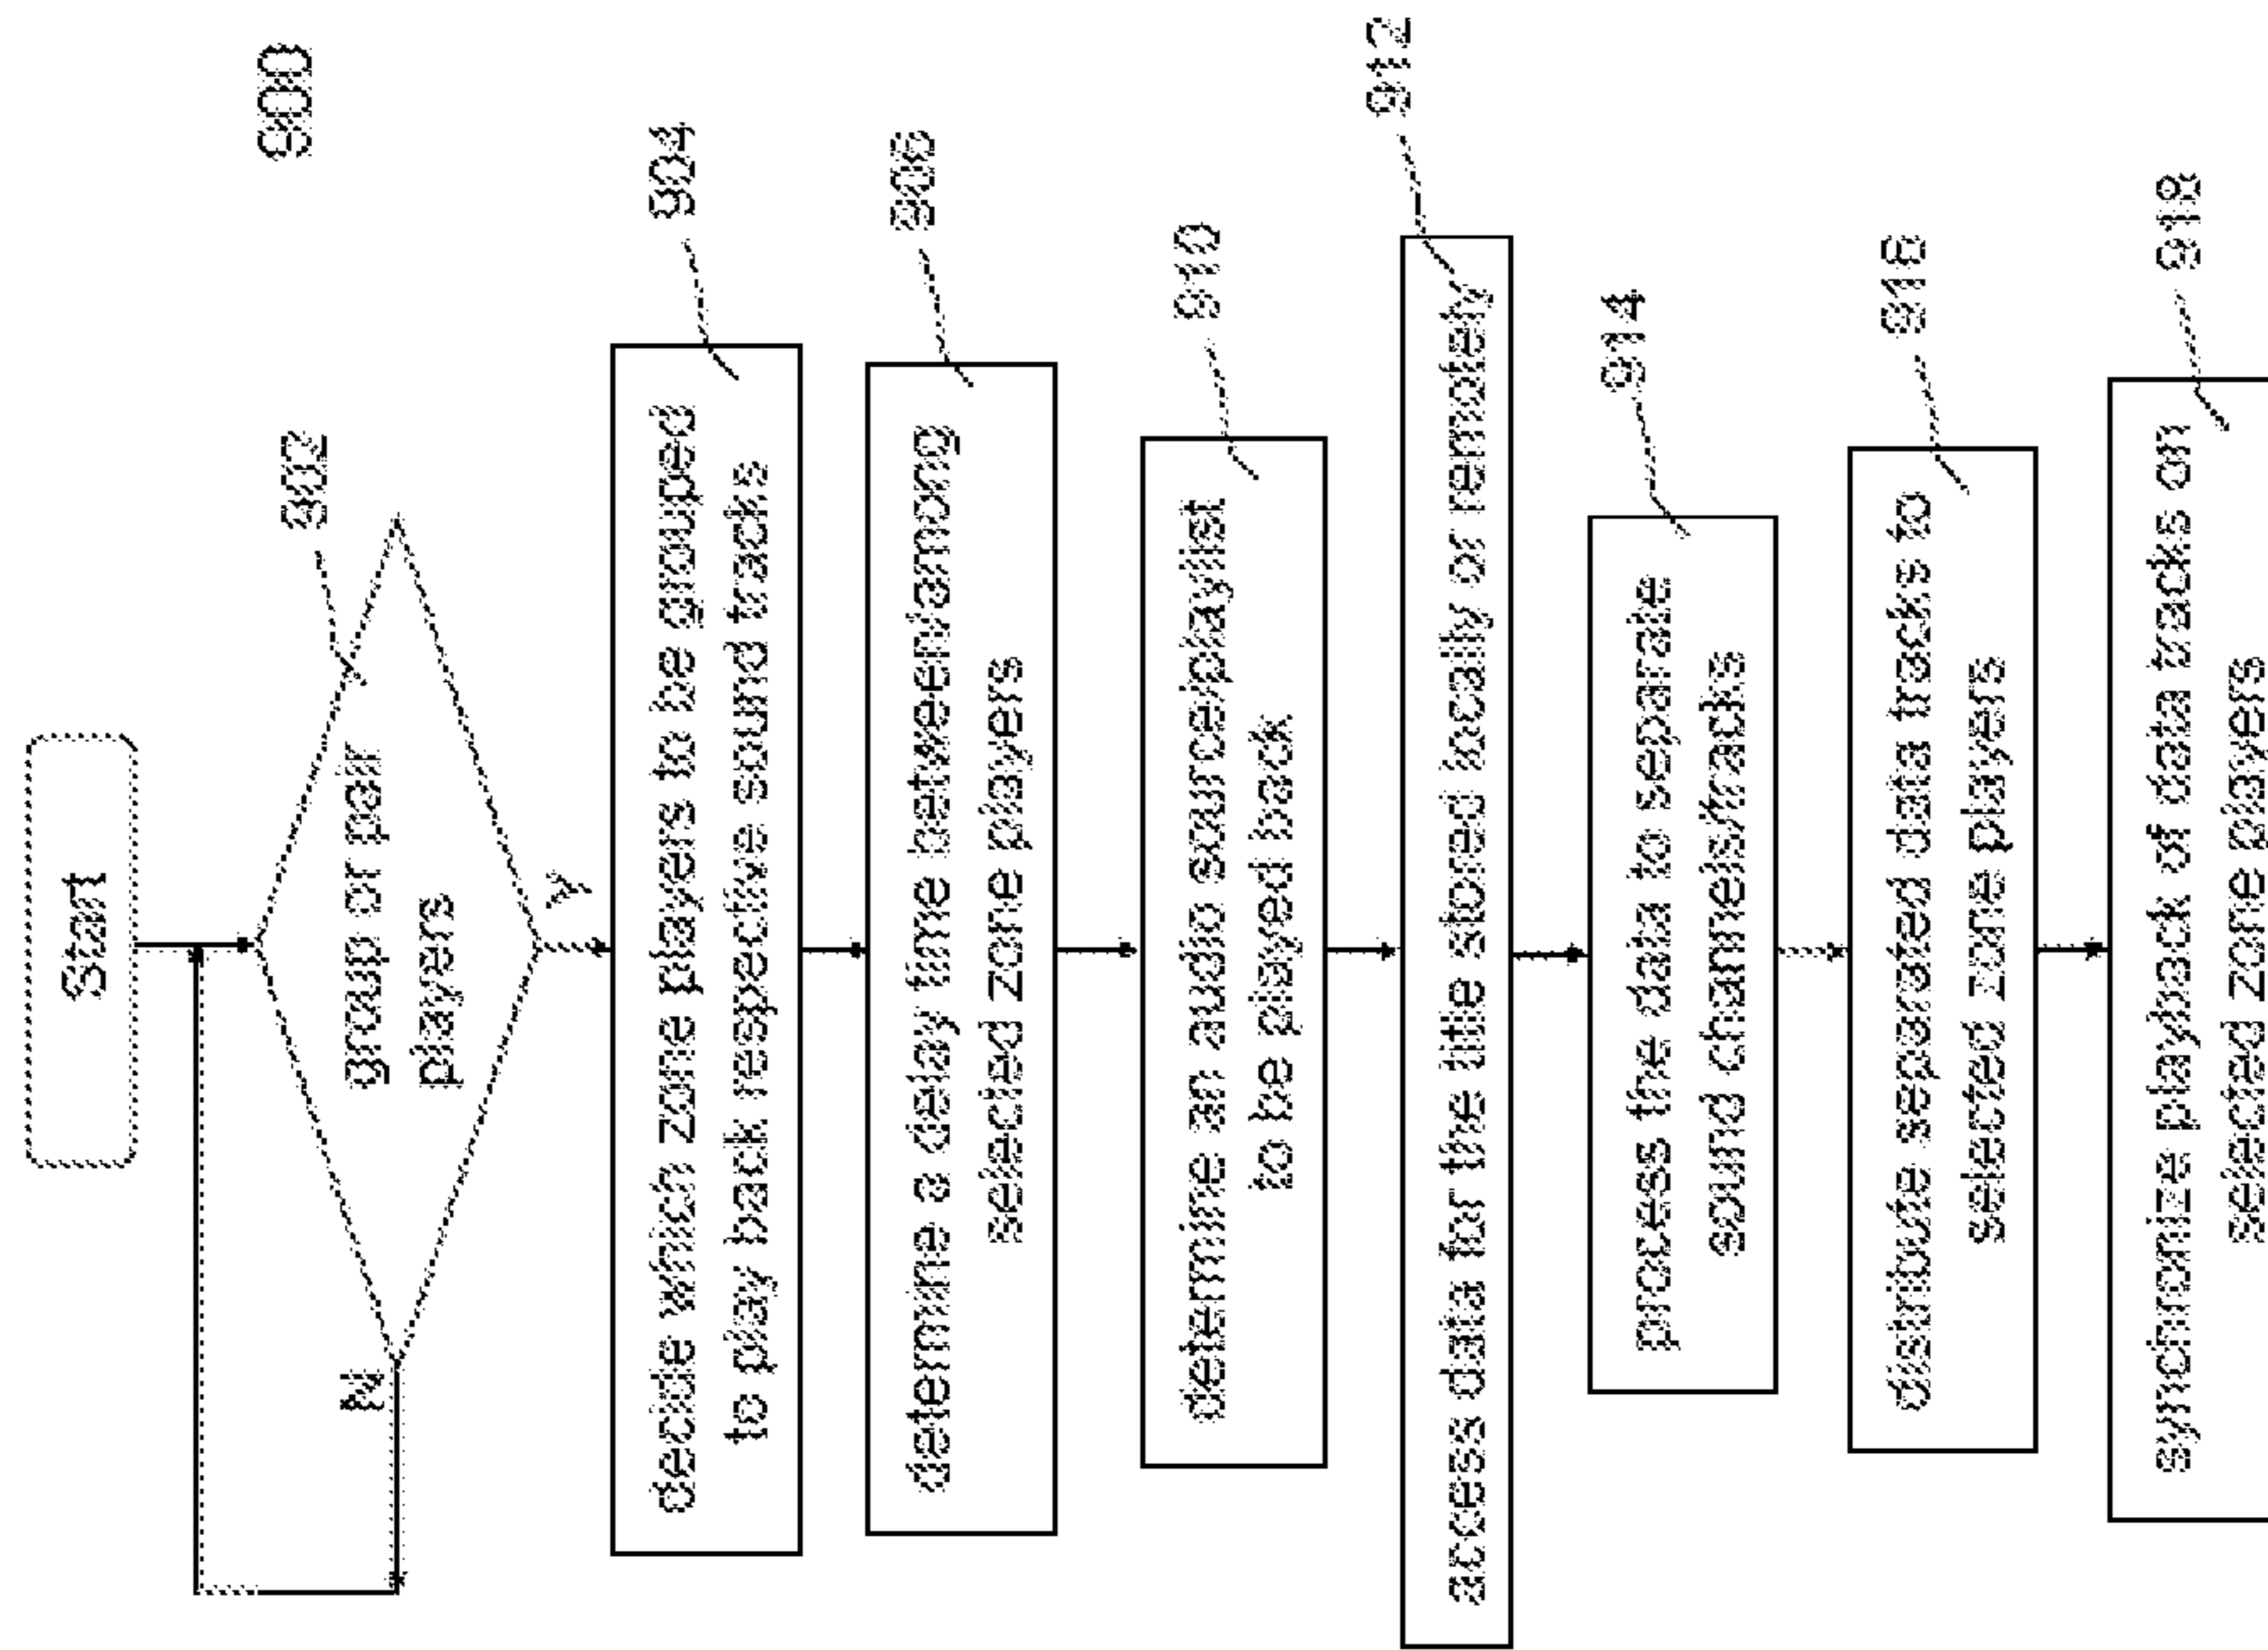 Start
900
902
group or pair
players
N
Y
904
decide which zone players to be grouped
to play back respective sound tracks
determine a delay time between/among
selected zone players
910
determine an audio source/playlist
to be played back
912
access data for the title stored locally or remotely
914
process the data to separate
sound channels/tracks
916
distribute separated data tracks to
selected zone players
918
synchronize playback of data tracks on
selected zone players